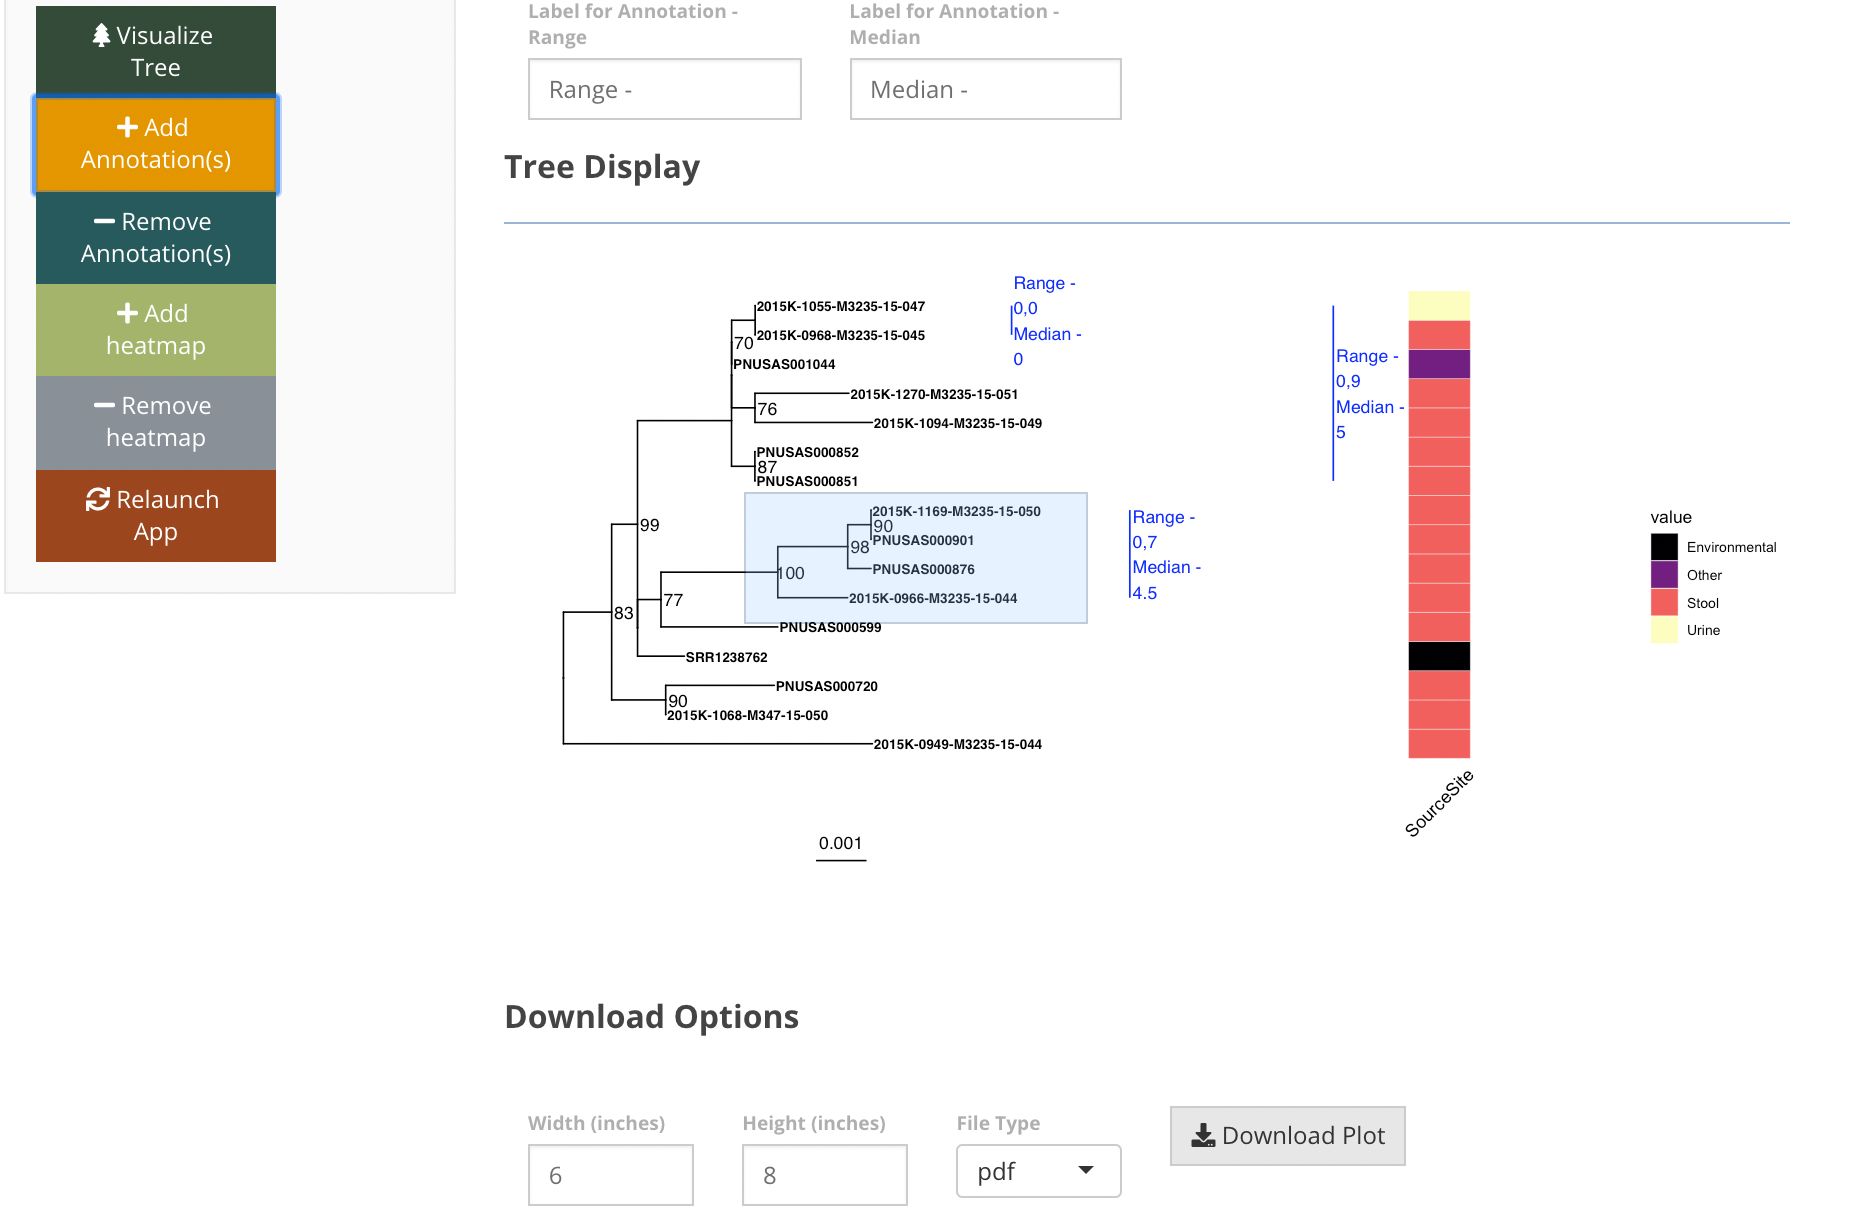 Visualize
Tree
Add
Annotation(s)
Remove
Annotation(s)
Add
heatmap
Remove
heatmap
Relaunch
App
Label for Annotation -
Range
Label for Annotation -
Median
Range -
Median -
Tree Display
Range -
0,0
Median -
0
2015K-1055-M3235-15-047
2015K-0968-M3235-15-045
70
PNUSAS001044
2015K-1270-M3235-15-051
76
2015K-1094-M3235-15-049
PNUSAS000852
87
PNUSAS000851
Range -
0,9
Median -
5
2015K-1169-M3235-15-050
90
PNUSAS000901
98
PNUSAS000876
100
2015K-0966-M3235-15-044
Range -
0,7
Median -
4.5
99
77
83
PNUSAS000599
SRR1238762
PNUSAS000720
90
2015K-1068-M347-15-050
2015K-0949-M3235-15-044
0.001
SourceSite
value
Environmental
Other
Stool
Urine
Download Options
Width (inches)
6
Height (inches)
8
File Type
pdf
Download Plot